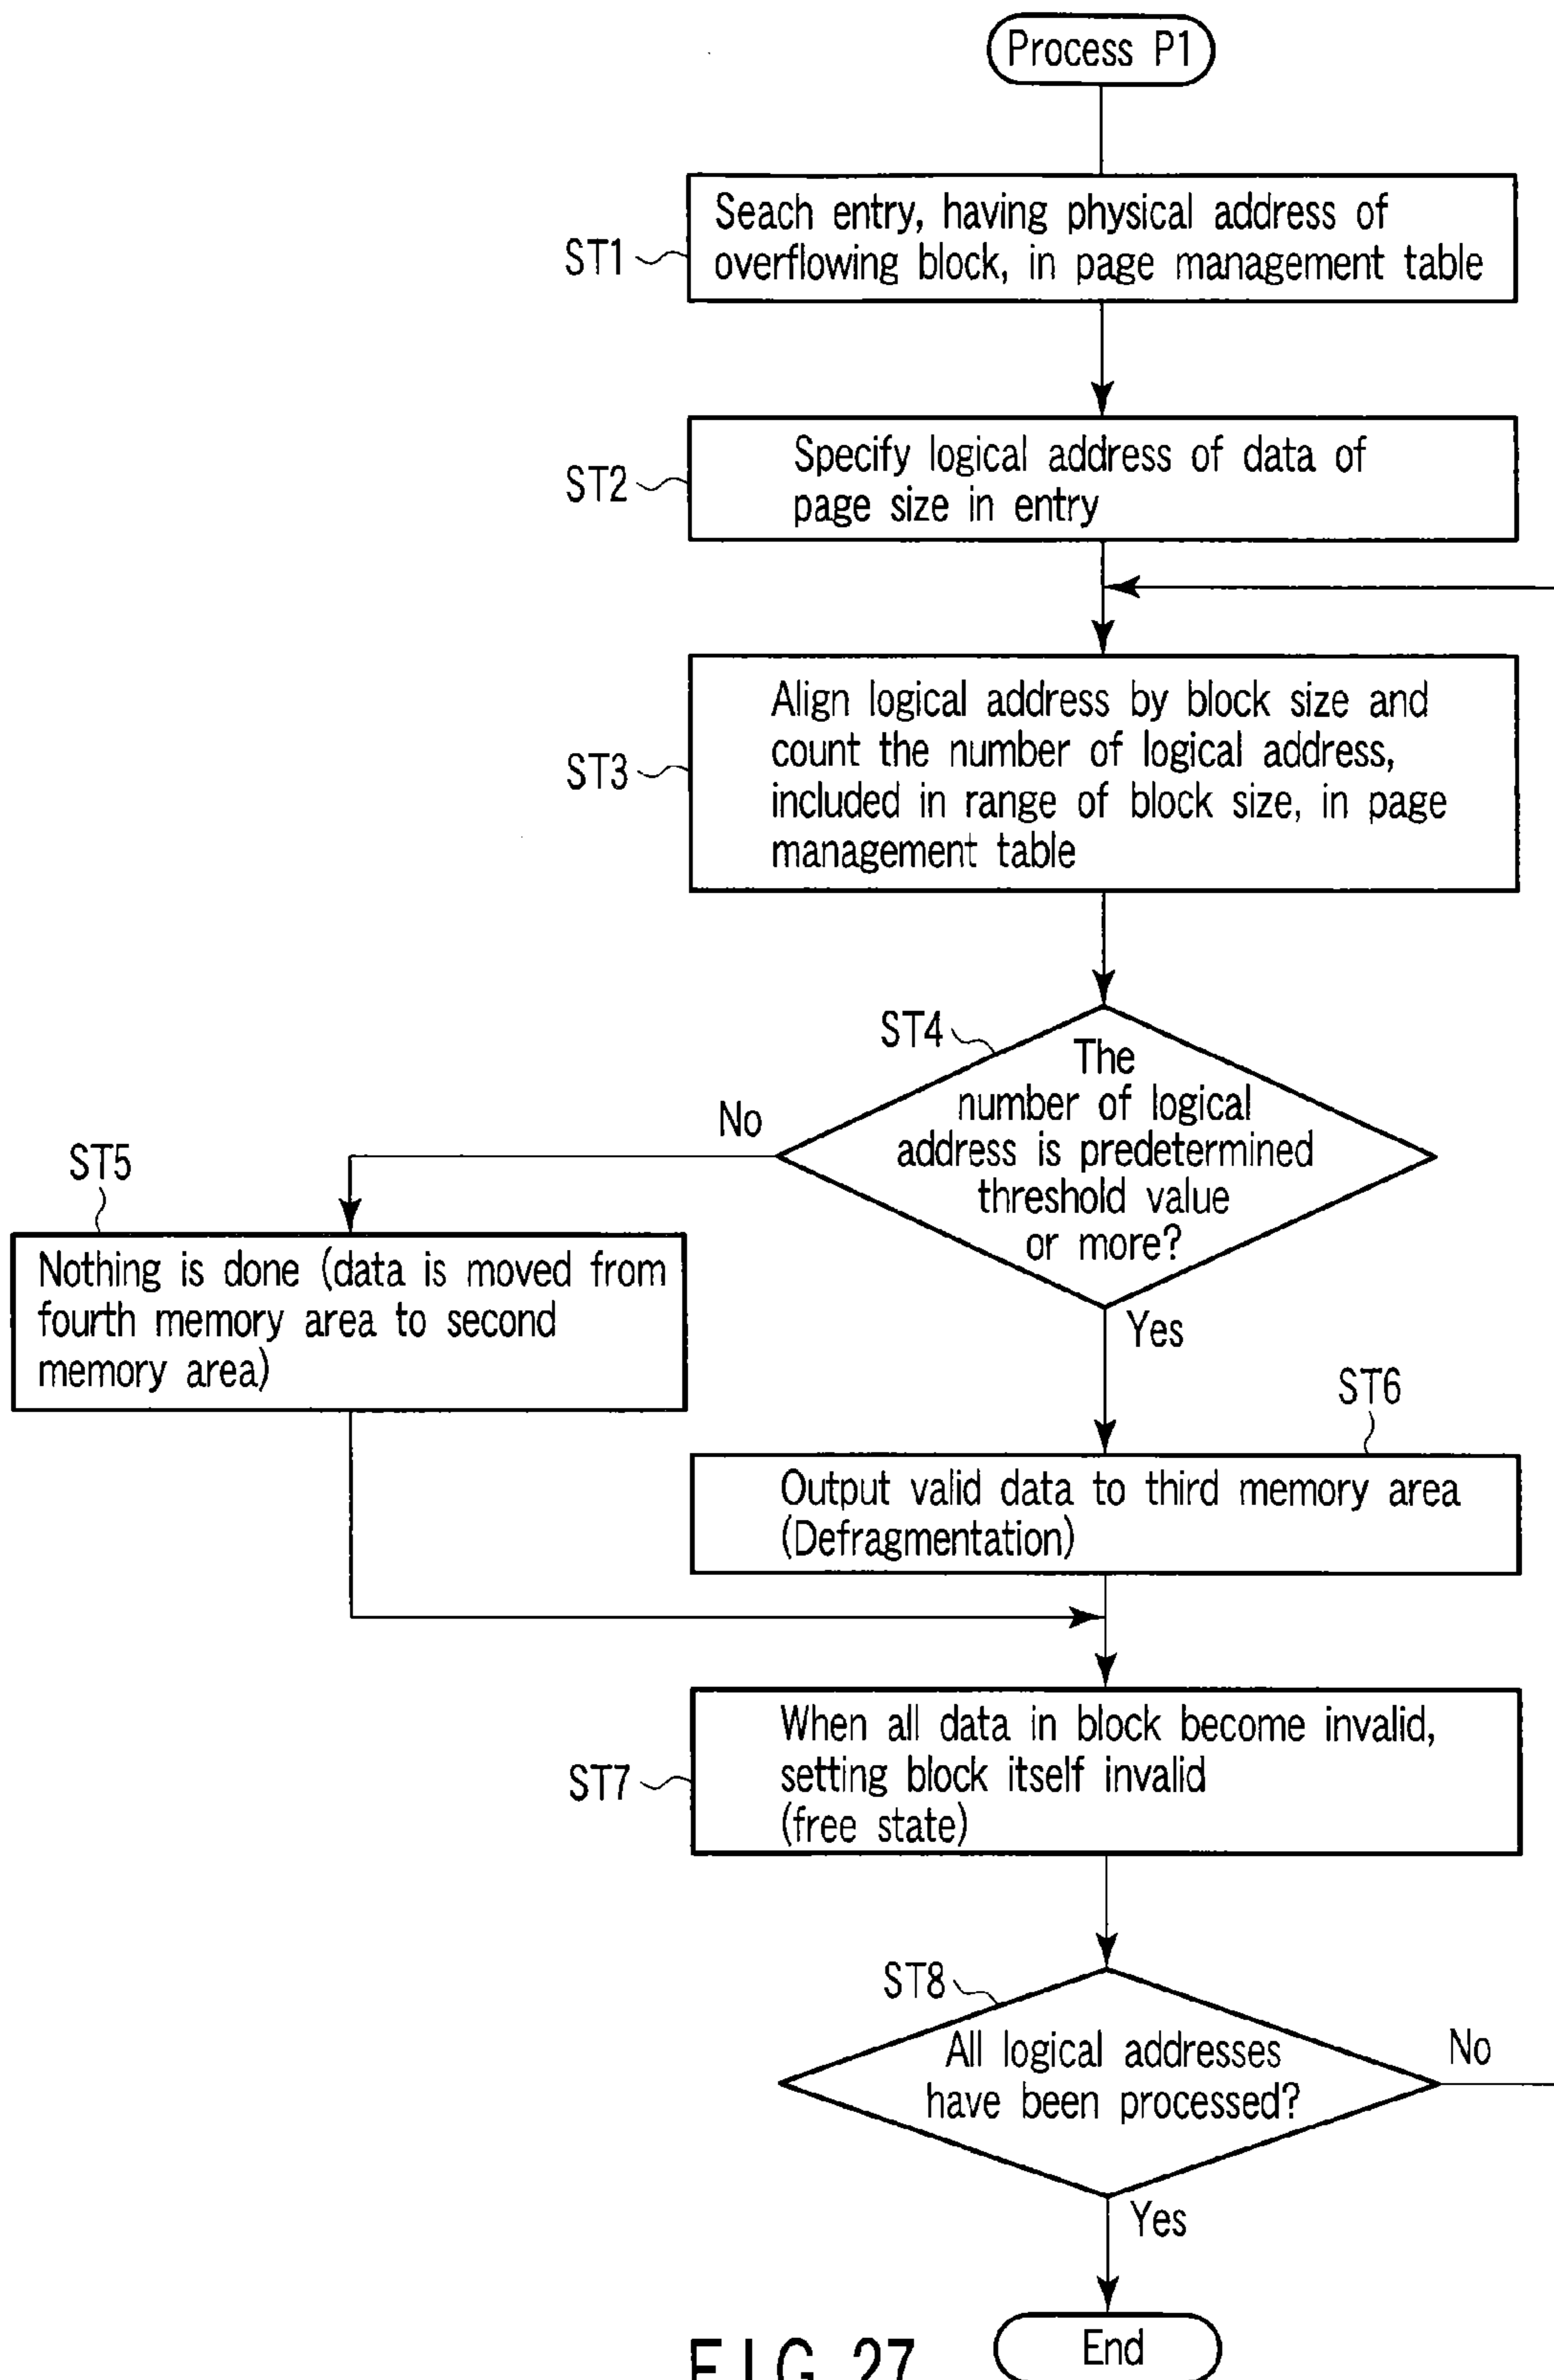 Process P1
ST1
Seach entry, having physical address of
overflowing block, in page management table
ST2
Specify logical address of data of
page size in entry
ST3
Align logical address by block size and
count the number of logical address,
included in range of block size, in page
management table
ST4
The
number of logical
address is predetermined
threshold value
or more?
No
Yes
ST5
Nothing is done (data is moved from
fourth memory area to second
memory area)
ST6
Output valid data to third memory area
(Defragmentation)
ST7
When all data in block become invalid,
setting block itself invalid
(free state)
ST8
All logical addresses
have been processed?
No
Yes
End
FIG. 27